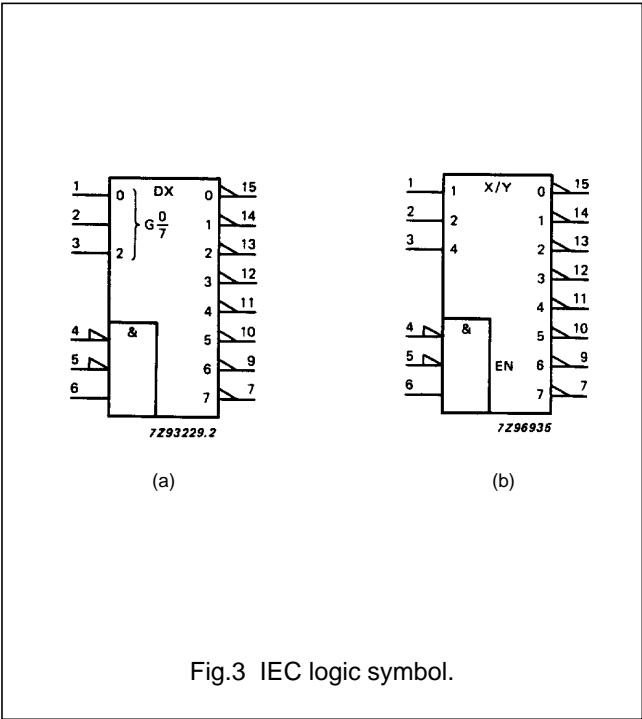 1 0 DX 0 15
2 G 0/7 1 14
3 2 2 13
3 12
4 11
4 & 5 10
5 6 9
6 7 7
7Z93229.2
(a)
1 1 X/Y 0 15
2 2 1 14
3 4 2 13
3 12
4 11
4 & 5 10
5 EN 6 9
6 7 7
7Z96935
(b)
Fig.3 IEC logic symbol.